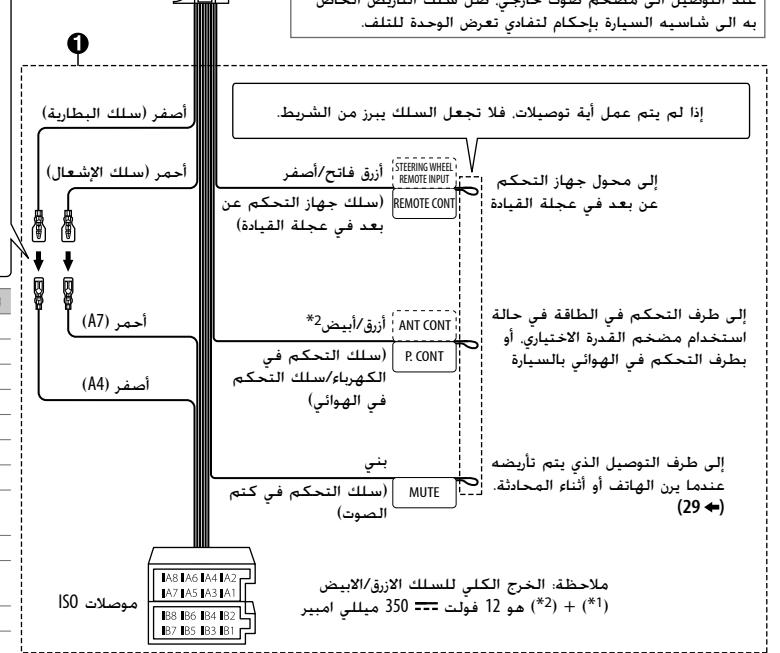 عند التوصيل الى مضخم صوت خارجي، صل سلك التأريض الخاص
به الى شاسيه السيارة بإحكام لتفادي تعرض الوحدة للتلف.
1
إذا لم يتم عمل أية توصيلات، فلا تجعل السلك يبرز من الشريط.
أصفر (سلك البطارية)
أحمر (سلك الإشعال)
أزرق فاتح/أصفر
(سلك جهاز التحكم عن
بعد في عجلة القيادة)
STEERING WHEEL
REMOTE INPUT
REMOTE CONT
إلى محول جهاز التحكم
عن بعد في عجلة القيادة
أحمر (A7)
أصفر (A4)
أزرق/أبيض2*
(سلك التحكم في
الكهرباء/سلك التحكم
في الهوائي)
ANT CONT
P. CONT
إلى طرف التحكم في الطاقة في حالة
استخدام مضخم القدرة الاختياري, أو
بطرف التحكم في الهوائي بالسيارة
بني
(سلك التحكم في كتم
الصوت)
MUTE
إلى طرف التوصيل الذي يتم تأريضه
عندما يرن الهاتف أو أثناء المحادثة.
(➜ 29)
موصلات ISO
A8 A6 A4 A2
A7 A5 A3 A1
B8 B6 B4 B2
B7 B5 B3 B1
ملاحظة: الخرج الكلي للسلك الازرق/الابيض
(1*) + (2*) هو 12 فولت ⎓ 350 ميللي امبير